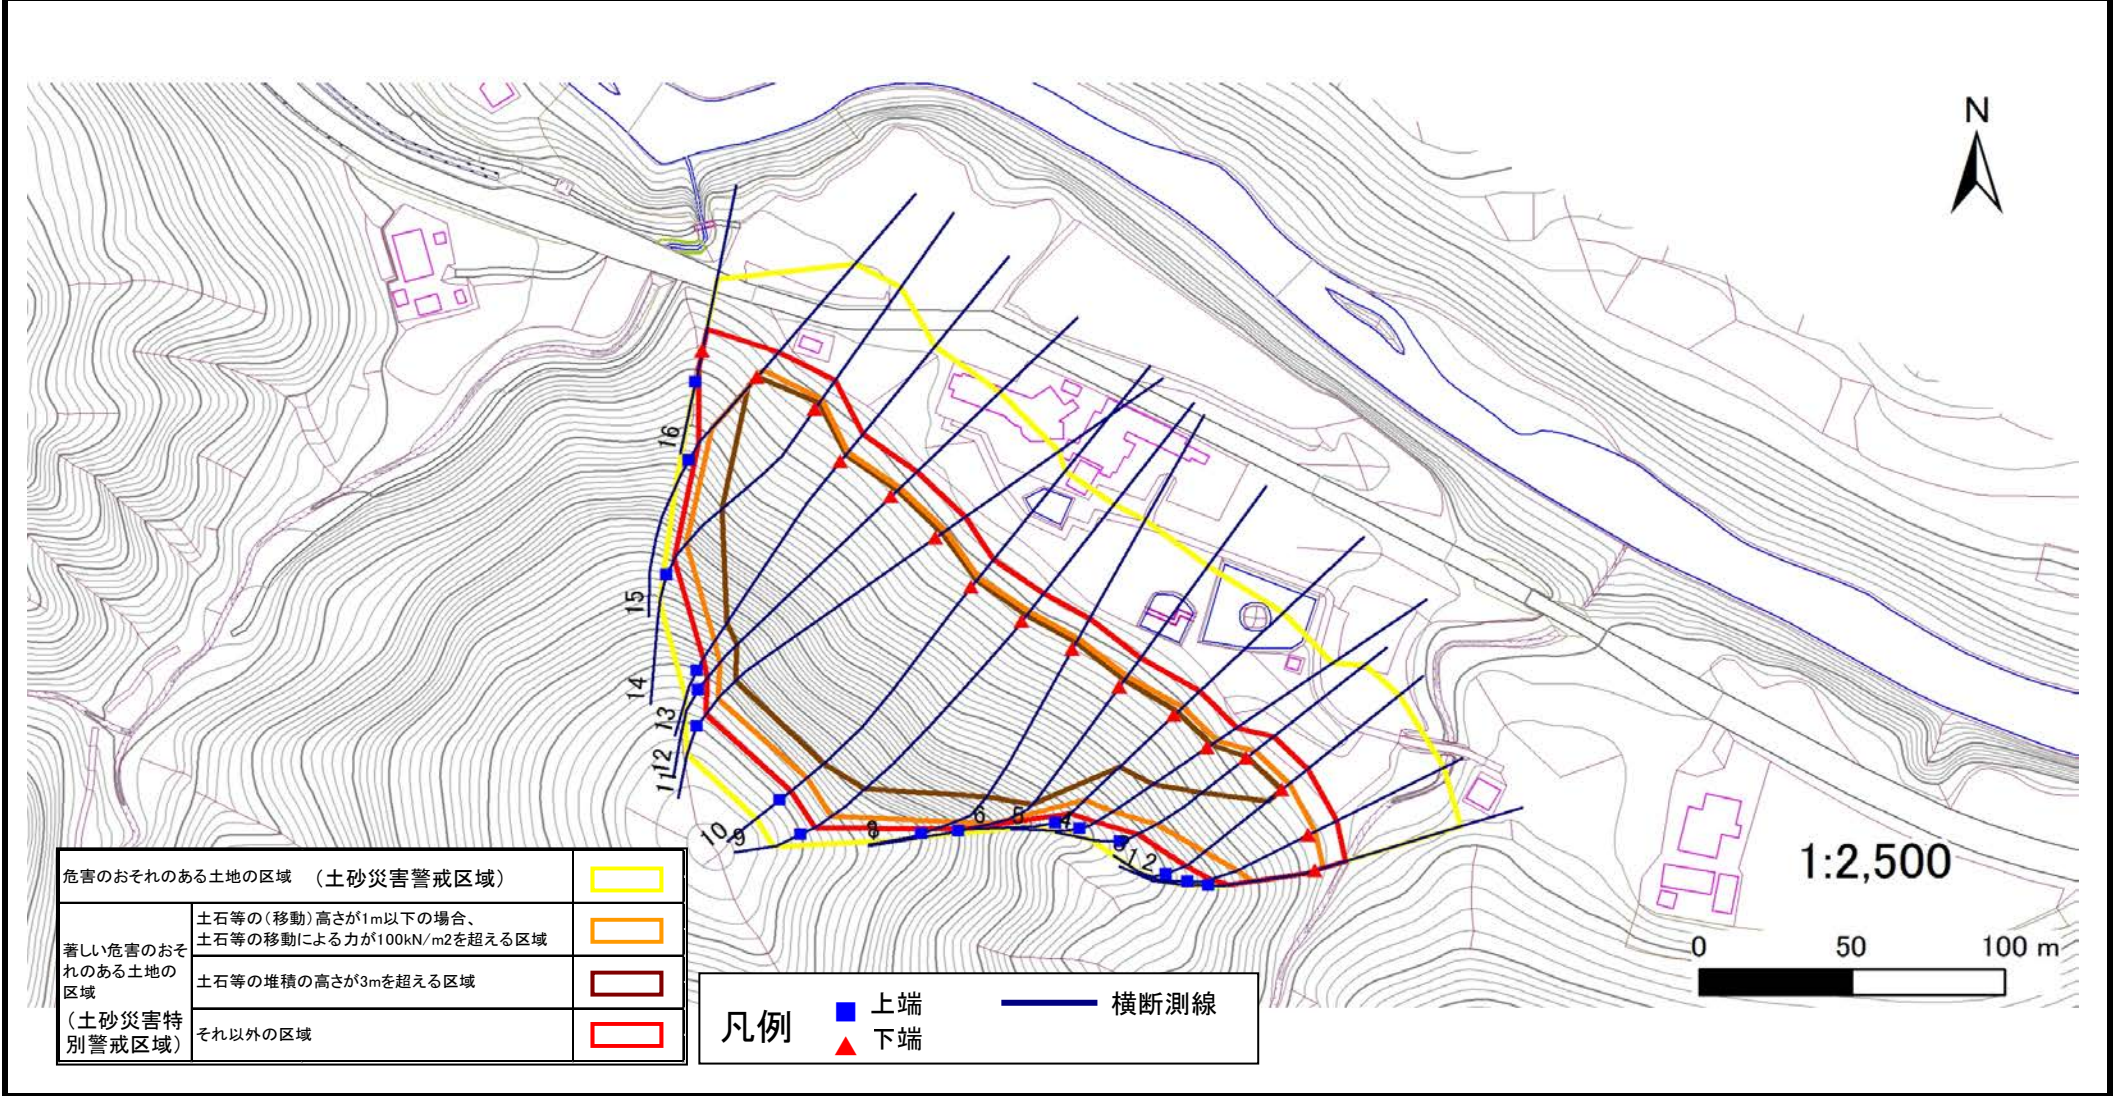 N
16
15
14
13
12
11
10
9
8
6
5
4
3
1
2
1:2,500
0 50 100 m
危害のおそれのある土地の区域 （土砂災害警戒区域）
著しい危害のおそ
れのある土地の
区域
（土砂災害特
別警戒区域）
土石等の（移動）高さが1m以下の場合、
土石等の移動による力が100kN/m2を超える区域
土石等の堆積の高さが3mを超える区域
それ以外の区域
凡例
上端
下端
横断測線